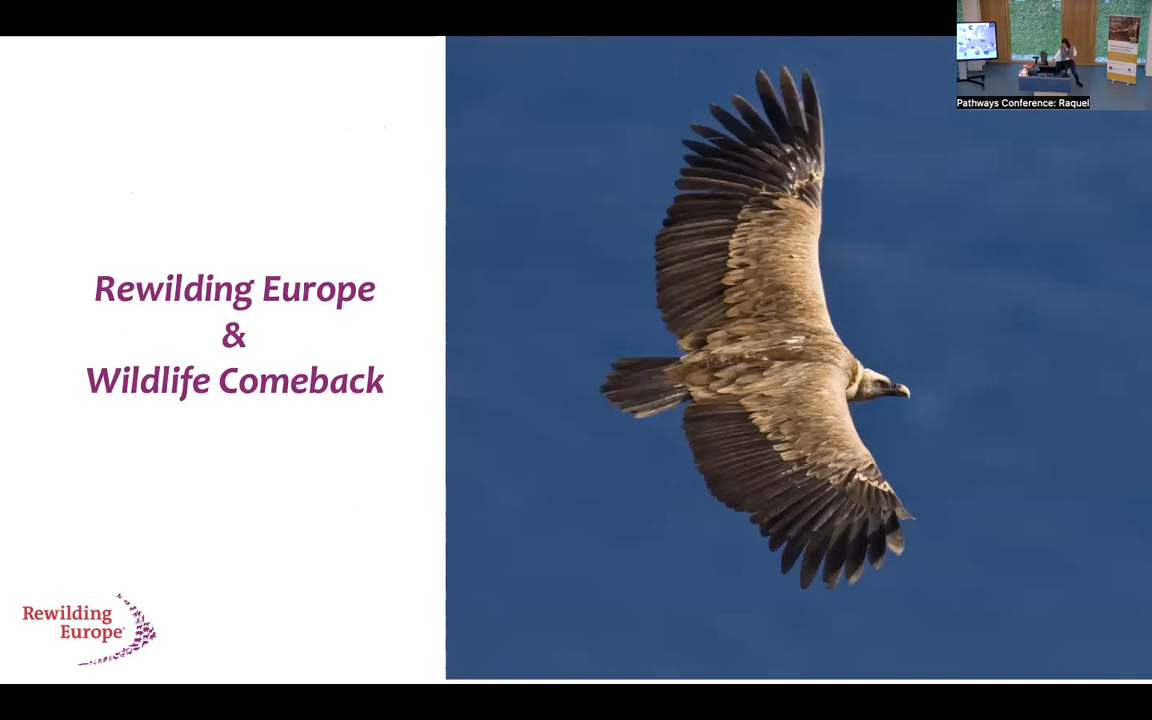 Rewilding Europe
&
Wildlife Comeback
Rewilding
Europe
Pathways Conference: Raquel